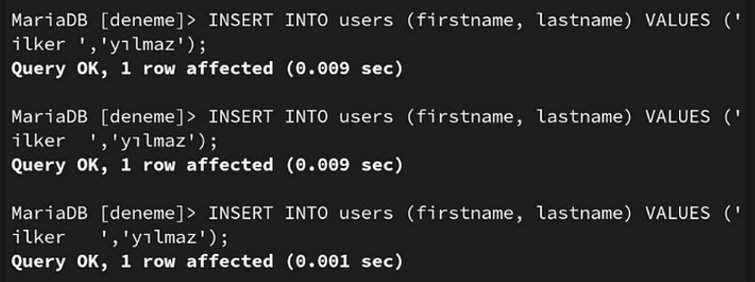 MariaDB [deneme]> INSERT INTO users (firstname, lastname) VALUES ('
ilker ','yılmaz');
Query OK, 1 row affected (0.009 sec)
MariaDB [deneme]> INSERT INTO users (firstname, lastname) VALUES ('
ilker  ','yılmaz');
Query OK, 1 row affected (0.009 sec)
MariaDB [deneme]> INSERT INTO users (firstname, lastname) VALUES ('
ilker   ','yılmaz');
Query OK, 1 row affected (0.001 sec)